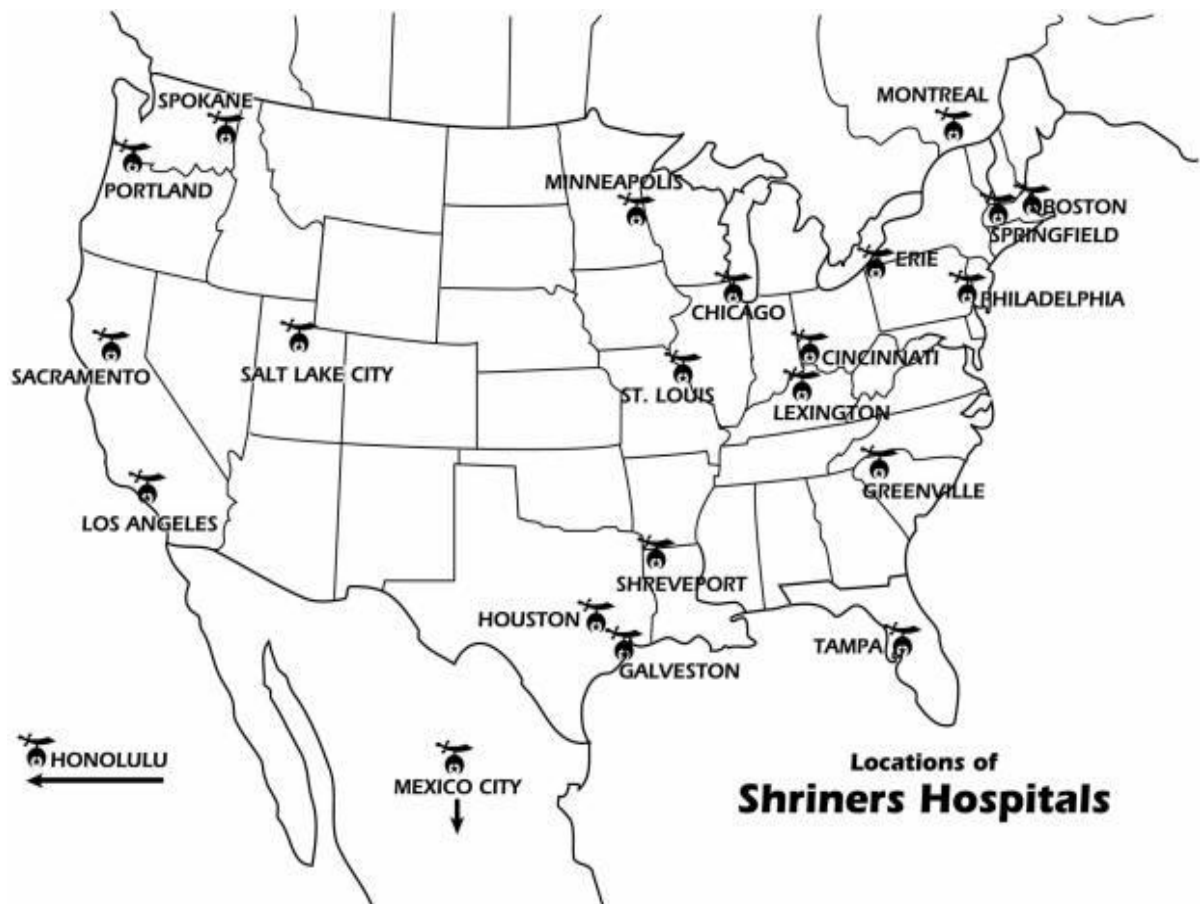 SPOKANE
MONTREAL
PORTLAND
MINNEAPOLIS
BOSTON
SPRINGFIELD
ERIE
PHILADELPHIA
CHICAGO
SACRAMENTO
SALT LAKE CITY
CINCINNATI
ST. LOUIS
LEXINGTON
GREENVILLE
LOS ANGELES
SHREVEPORT
HOUSTON
TAMPA
GALVESTON
HONOLULU
MEXICO CITY
Locations of
Shriners Hospitals